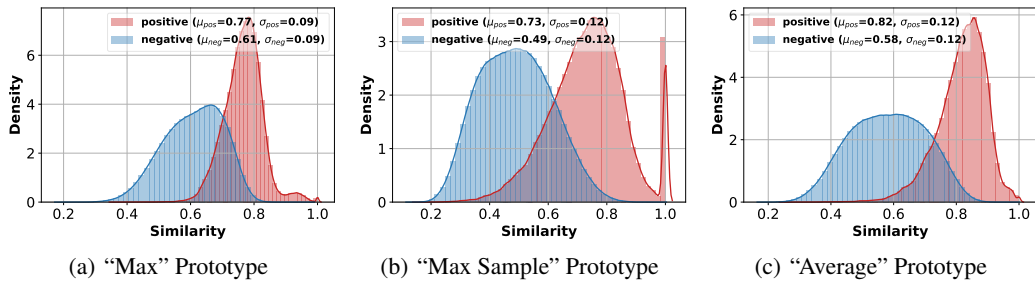 positive (μpos=0.77, σpos=0.09)
negative (μneg=0.61, σneg=0.09)
Density
0
2
4
6
0.2 0.4 0.6 0.8 1.0
Similarity
(a) “Max” Prototype
positive (μpos=0.73, σpos=0.12)
negative (μneg=0.49, σneg=0.12)
Density
0
1
2
3
0.2 0.4 0.6 0.8 1.0
Similarity
(b) “Max Sample” Prototype
positive (μpos=0.82, σpos=0.12)
negative (μneg=0.58, σneg=0.12)
Density
0
2
4
6
0.2 0.4 0.6 0.8 1.0
Similarity
(c) “Average” Prototype